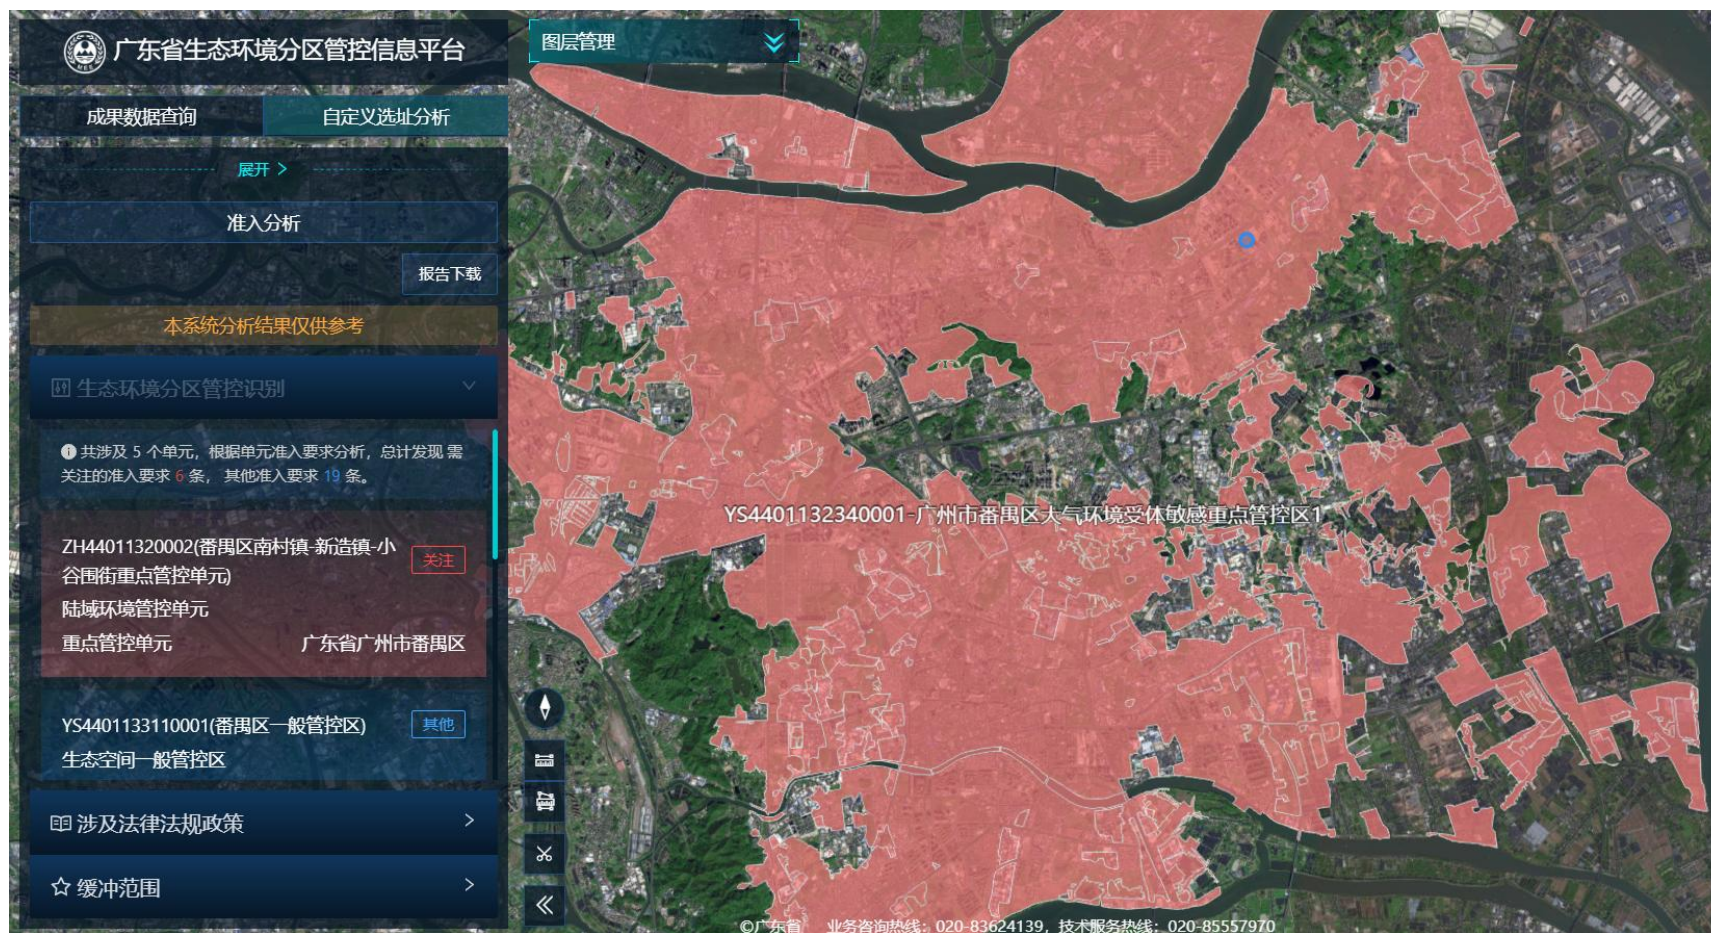 广东省生态环境分区管控信息平台
图层管理
成果数据查询
自定义选址分析
展开 >
准入分析
报告下载
本系统分析结果仅供参考
生态环境分区管控识别
共涉及 5 个单元，根据单元准入要求分析，总计发现 需
关注的准入要求 6 条， 其他准入要求 19 条。
ZH44011320002(番禺区南村镇-新造镇-小
谷围街重点管控单元)
关注
陆域环境管控单元
重点管控单元
广东省广州市番禺区
YS4401133110001(番禺区一般管控区)
其他
生态空间一般管控区
涉及法律法规政策
缓冲范围
YS4401132340001-广州市番禺区大气环境受体敏感重点管控区1
©广东省 业务咨询热线：020-83624139，技术服务热线：020-85557970